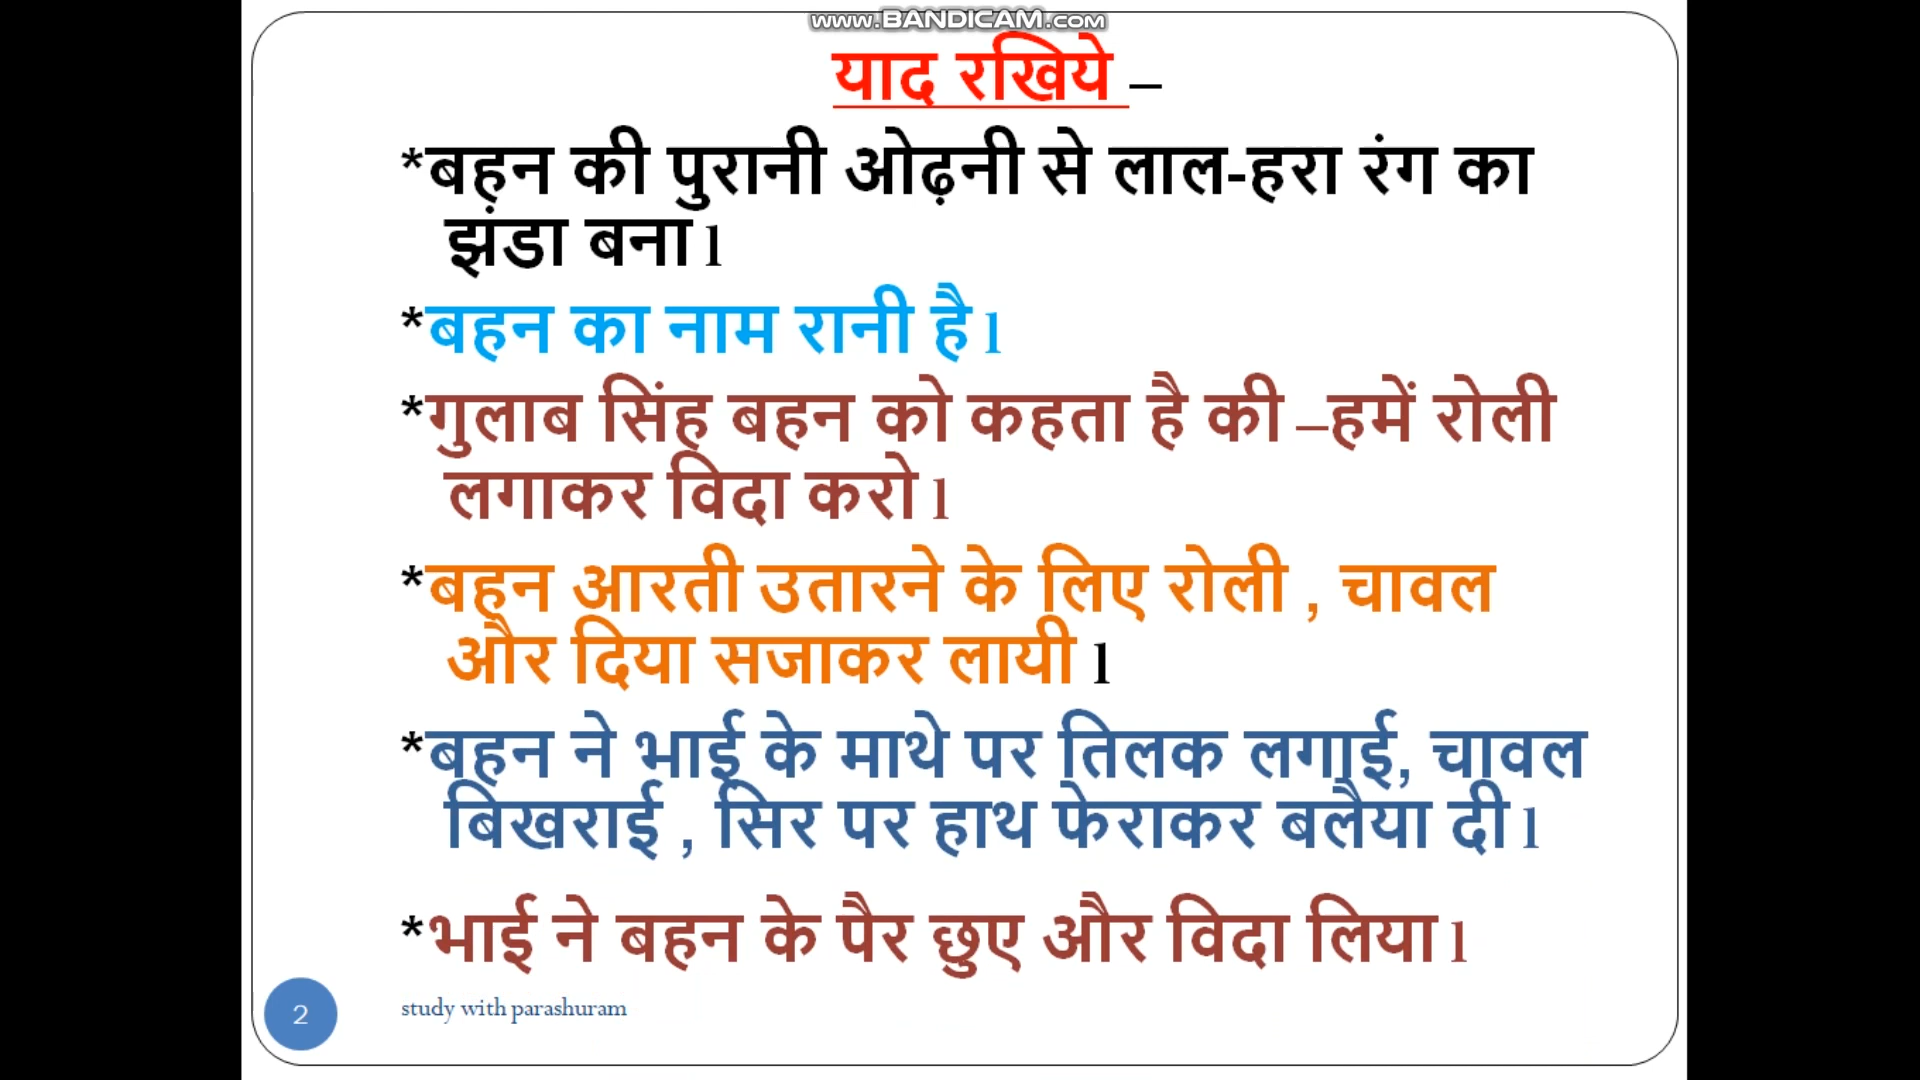 www.BANDICAM.com
याद रखिये –
*बहन की पुरानी ओढ़नी से लाल-हरा रंग का
झंडा बना l
*बहन का नाम रानी है l
*गुलाब सिंह बहन को कहता है की –हमें रोली
लगाकर विदा करो l
*बहन आरती उतारने के लिए रोली , चावल
और दिया सजाकर लायी l
*बहन ने भाई के माथे पर तिलक लगाई, चावल
बिखराई , सिर पर हाथ फेराकर बलैया दी l
*भाई ने बहन के पैर छुए और विदा लिया l
2 study with parashuram